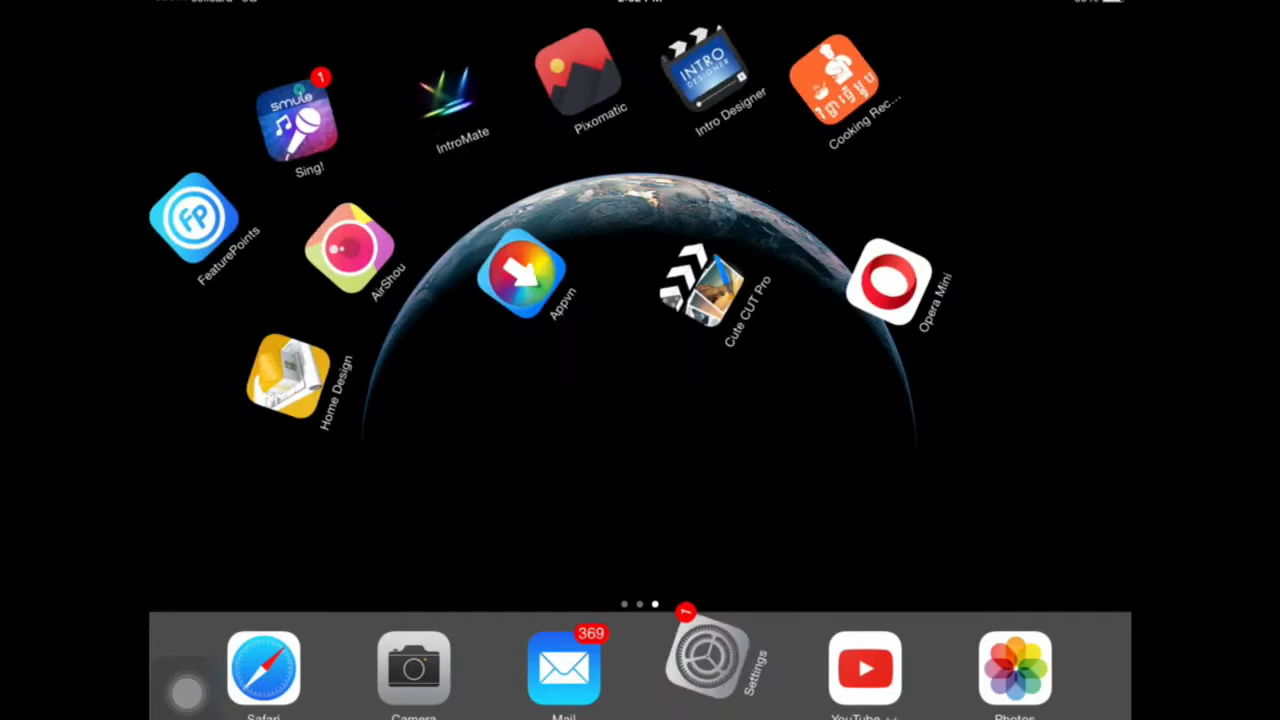 smule
1
Sing!
IntroMate
Pixomatic
INTRO
DESIGNER
Intro Designer
Cooking Rec...
FP
FeaturePoints
AirShou
Appvn
Cute CUT Pro
Opera Mini
Home Design
369
1
Settings
Safari
Camera
Mail
YouTube ++
Photos